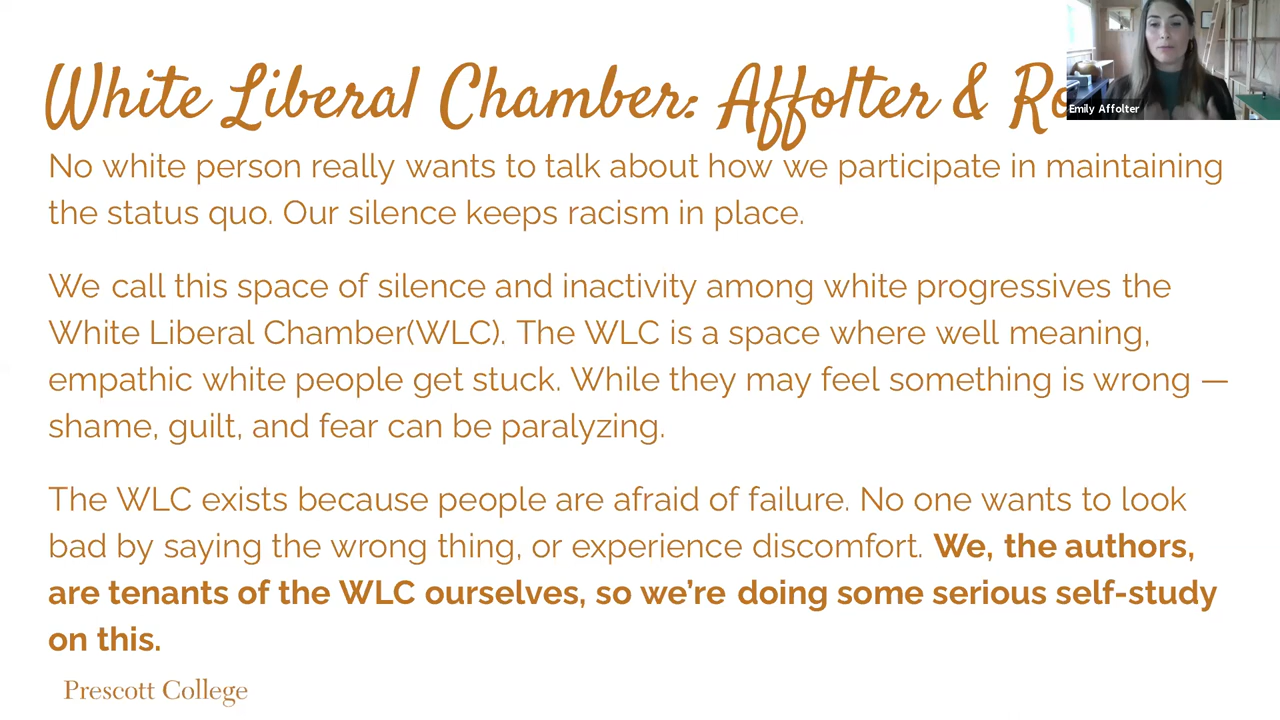 White Liberal Chamber: Affolter &
Emily Affolter
No white person really wants to talk about how we participate in maintaining
the status quo. Our silence keeps racism in place.
We call this space of silence and inactivity among white progressives the
White Liberal Chamber(WLC). The WLC is a space where well meaning,
empathic white people get stuck. While they may feel something is wrong —
shame, guilt, and fear can be paralyzing.
The WLC exists because people are afraid of failure. No one wants to look
bad by saying the wrong thing, or experience discomfort. We, the authors,
are tenants of the WLC ourselves, so we’re doing some serious self-study
on this.
Prescott College